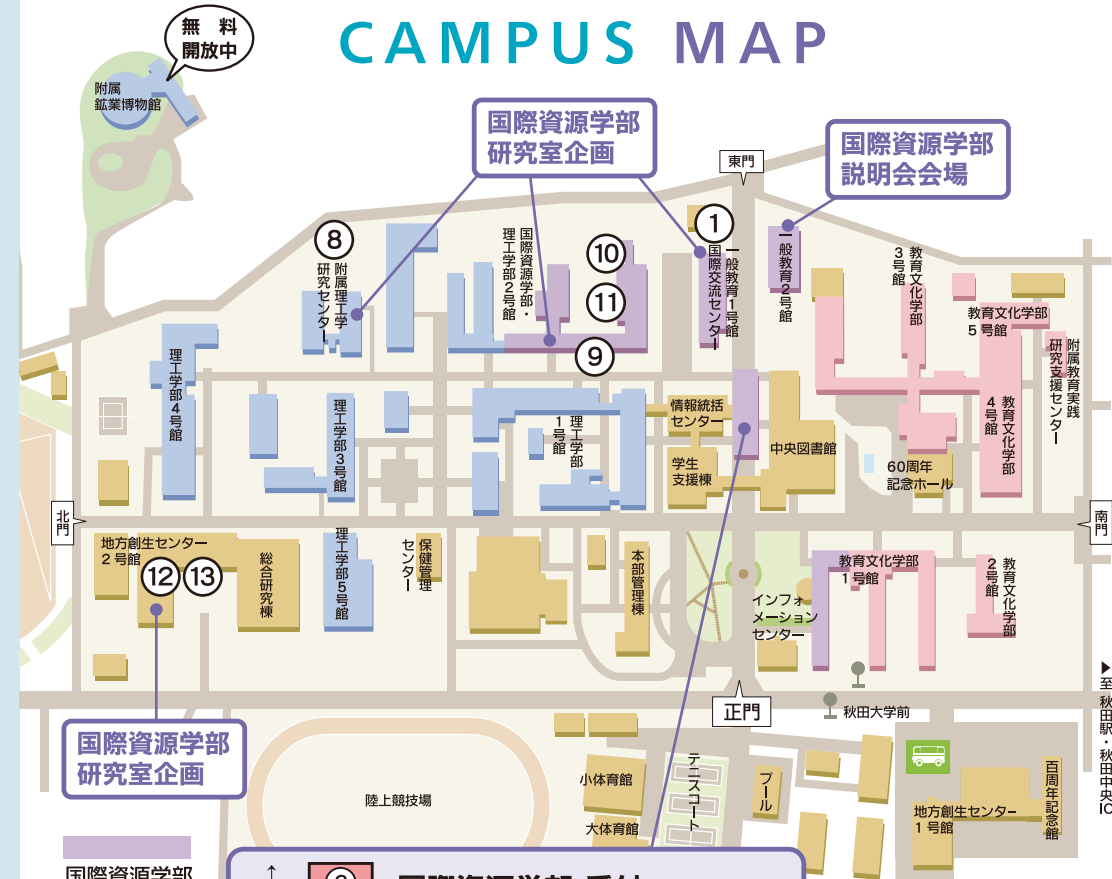 CAMPUS MAP
無料
開放中
附属
鉱業博物館
国際資源学部
研究室企画
国際資源学部
説明会会場
東門
⑧
附属理工学
研究センター
国際資源学部・
理工学部2号館
⑩
⑪
⑨
①
一般教育1号館
国際交流センター
一般教育2号館
教育文化学部
3号館
教育文化学部
5号館
附属教育実践
研究支援センター
教育文化学部
4号館
理工学部4号館
理工学部3号館
理工学部
1号館
情報統括
センター
学生
支援棟
中央図書館
60周年
記念ホール
北門
南門
地方創生センター
2号館
⑫
⑬
総合研究棟
理工学部5号館
保健管理
センター
本部管理棟
インフォ
メーション
センター
教育文化学部
1号館
教育文化学部
2号館
正門
秋田大学前
▶至 秋田駅・秋田中央IC
国際資源学部
研究室企画
陸上競技場
小体育館
大体育館
テニスコート
プール
地方創生センター
1号館
百周年記念館
国際資源学部
↑